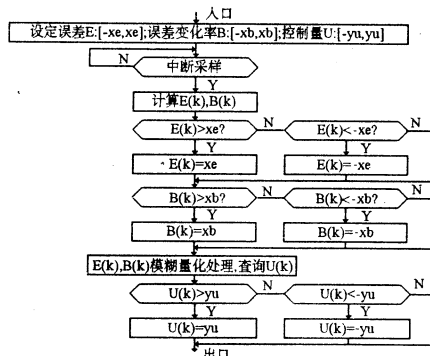 入口
设定误差E:[-xe,xe];误差变化率B:[-xb,xb];控制量U:[-yu,yu]
N 中断采样
Y
计算E(k),B(k)
E(k)>xe? N E(k)<-xe? N
Y Y
E(k)=xe E(k)=-xe
B(k)>xb? N B(k)<-xb? N
Y Y
B(k)=xb B(k)=-xb
E(k),B(k)模糊量化处理,查询U(k)
U(k)>yu N U(k)<-yu N
Y Y
U(k)=yu U(k)=-yu
出口